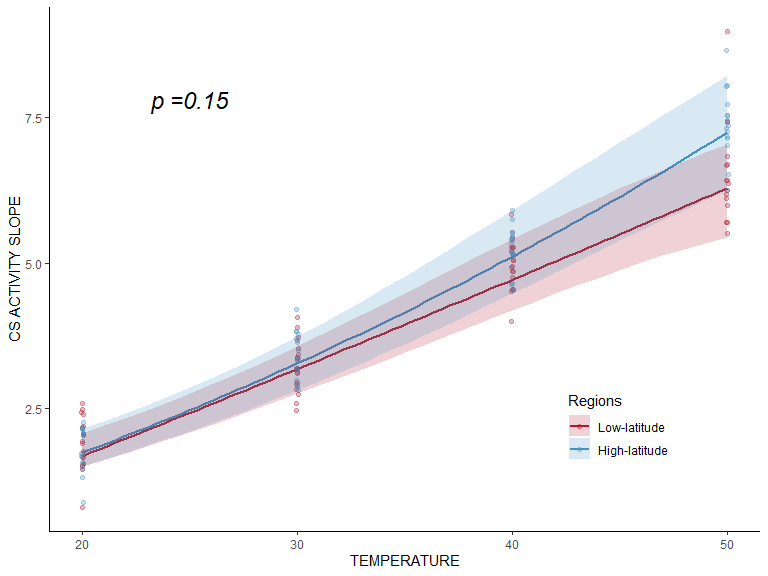 p =0.15
7.5
5.0
2.5
CS ACTIVITY SLOPE
Regions
Low-latitude
High-latitude
20 30 40 50
TEMPERATURE